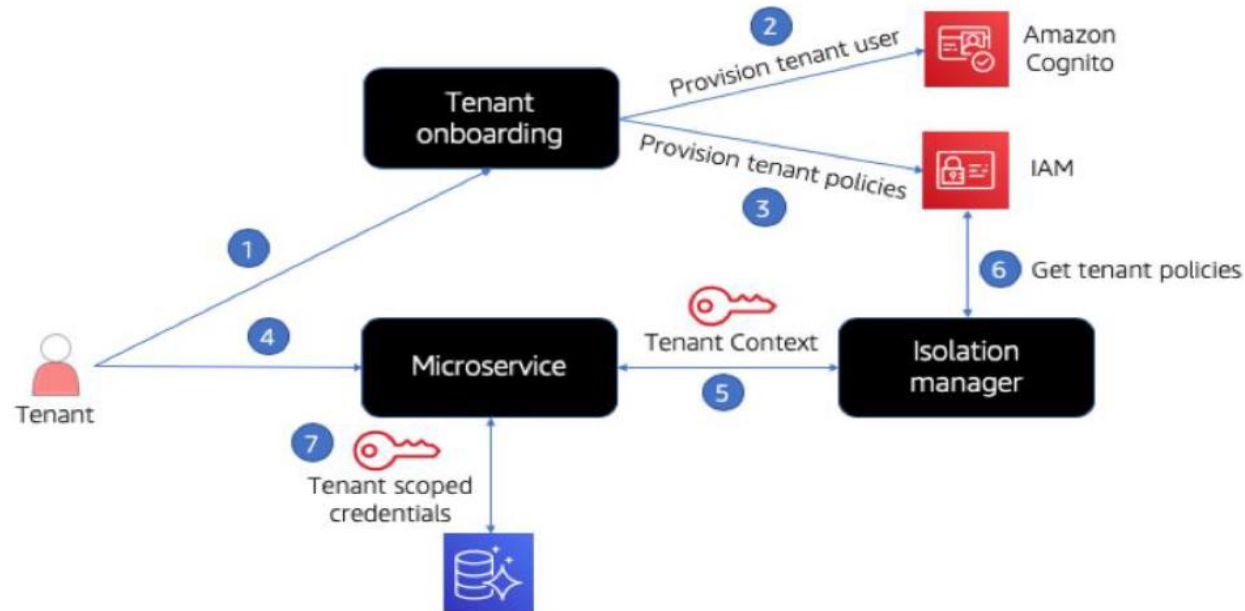 2
Provision tenant user
Amazon
Cognito
Tenant
onboarding
Provision tenant policies
IAM
3
1
6
Get tenant policies
4
Tenant Context
Microservice
Isolation
manager
5
Tenant
7
Tenant scoped
credentials